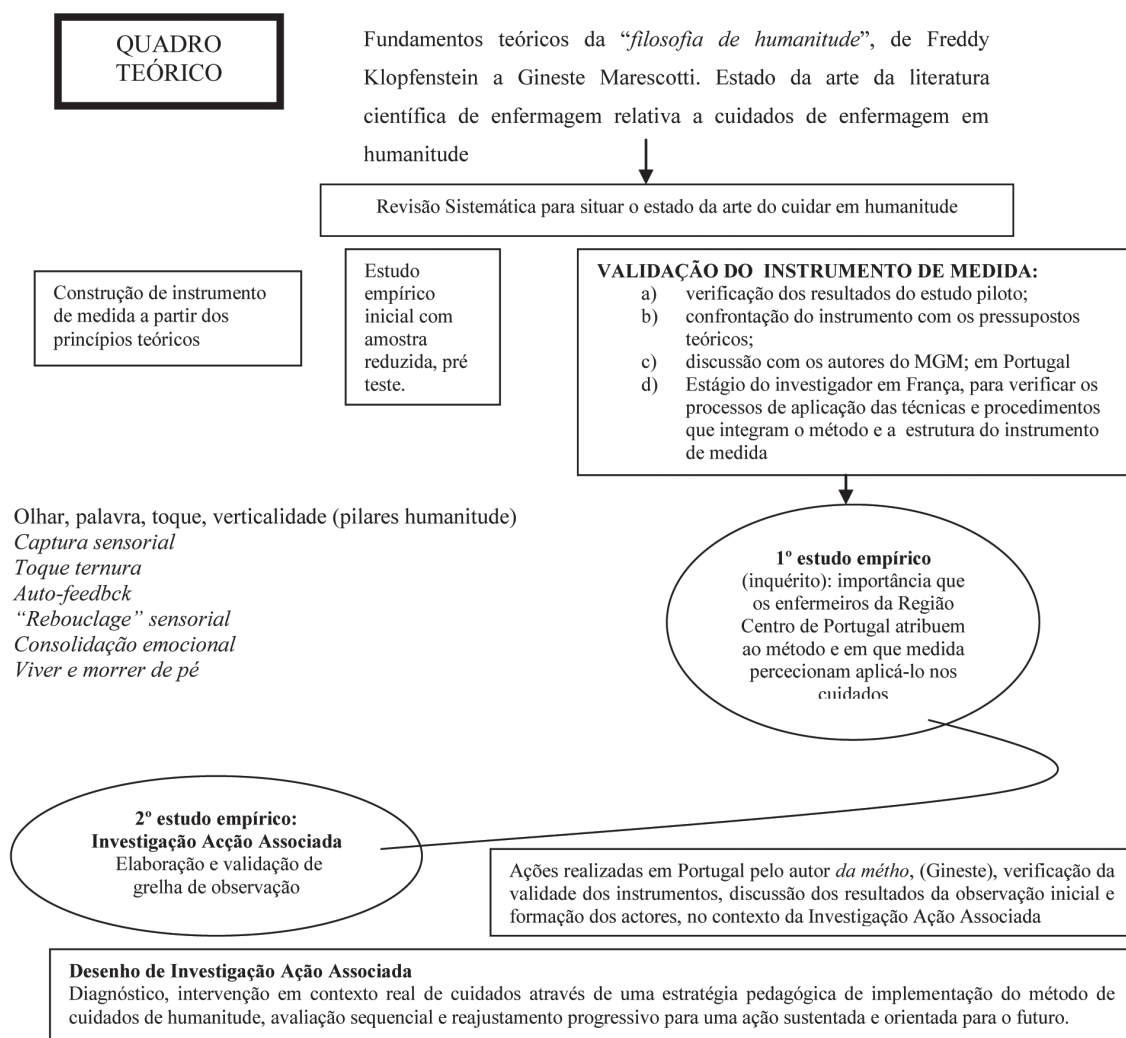 QUADRO
TEÓRICO
Fundamentos teóricos da “filosofia de humanitude”, de Freddy
Klopfenstein a Gineste Marescotti. Estado da arte da literatura
científica de enfermagem relativa a cuidados de enfermagem em
humanitude
Revisão Sistemática para situar o estado da arte do cuidar em humanitude
Construção de instrumento
de medida a partir dos
princípios teóricos
Estudo
empírico
inicial com
amostra
reduzida, pré
teste.
VALIDAÇÃO DO INSTRUMENTO DE MEDIDA:
a) verificação dos resultados do estudo piloto;
b) confrontação do instrumento com os pressupostos
teóricos;
c) discussão com os autores do MGM; em Portugal
d) Estágio do investigador em França, para verificar os
processos de aplicação das técnicas e procedimentos
que integram o método e a estrutura do instrumento
de medida
Olhar, palavra, toque, verticalidade (pilares humanitude)
Captura sensorial
Toque ternura
Auto-feedbck
“Rebouclage” sensorial
Consolidação emocional
Viver e morrer de pé
1º estudo empírico
(inquérito): importância que
os enfermeiros da Região
Centro de Portugal atribuem
ao método e em que medida
percecionam aplicá-lo nos
cuidados
2º estudo empírico:
Investigação Acção Associada
Elaboração e validação de
grelha de observação
Ações realizadas em Portugal pelo autor da métho, (Gineste), verificação da
validade dos instrumentos, discussão dos resultados da observação inicial e
formação dos actores, no contexto da Investigação Ação Associada
Desenho de Investigação Ação Associada
Diagnóstico, intervenção em contexto real de cuidados através de uma estratégia pedagógica de implementação do método de
cuidados de humanitude, avaliação sequencial e reajustamento progressivo para uma ação sustentada e orientada para o futuro.